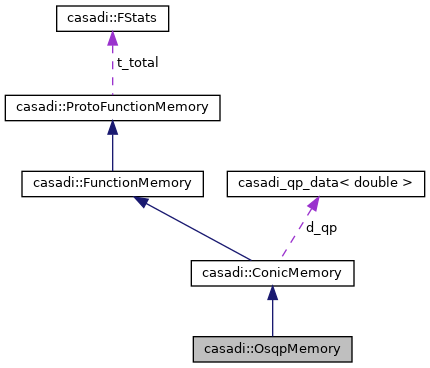 casadi::FStats
t_total
casadi::ProtoFunctionMemory
casadi::FunctionMemory
casadi_qp_data< double >
d_qp
casadi::ConicMemory
casadi::OsqpMemory